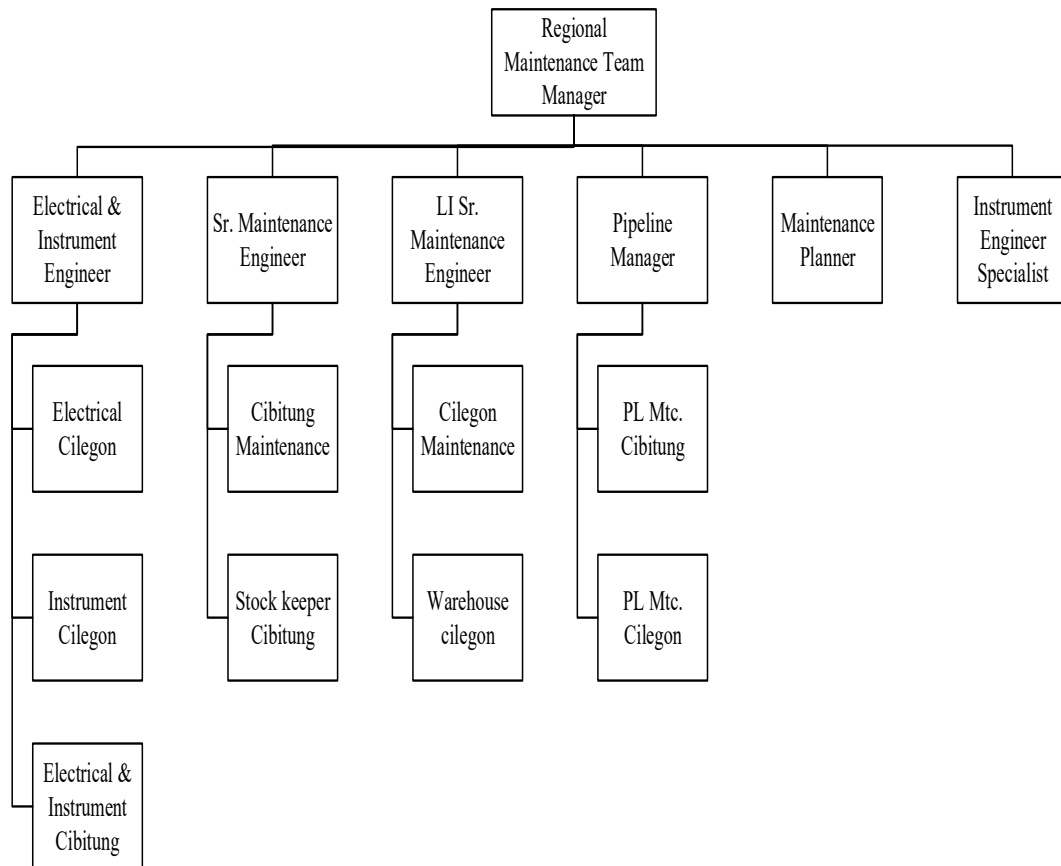 Regional
Maintenance Team
Manager
Electrical &
Instrument
Engineer
Sr. Maintenance
Engineer
LI Sr.
Maintenance
Engineer
Pipeline
Manager
Maintenance
Planner
Instrument
Engineer
Specialist
Electrical
Cilegon
Cibitung
Maintenance
Cilegon
Maintenance
PL Mtc.
Cibitung
Instrument
Cilegon
Stock keeper
Cibitung
Warehouse
cilegon
PL Mtc.
Cilegon
Electrical &
Instrument
Cibitung